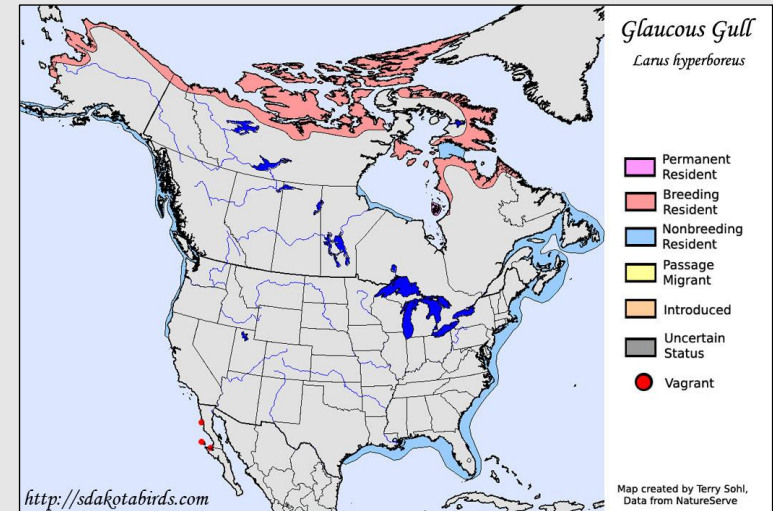 Glaucous Gull
Larus hyperboreus
Permanent
Resident
Breeding
Resident
Nonbreeding
Resident
Passage
Migrant
Introduced
Uncertain
Status
Vagrant
http://sdakotabirds.com
Map created by Terry Sohl,
Data from NatureServe